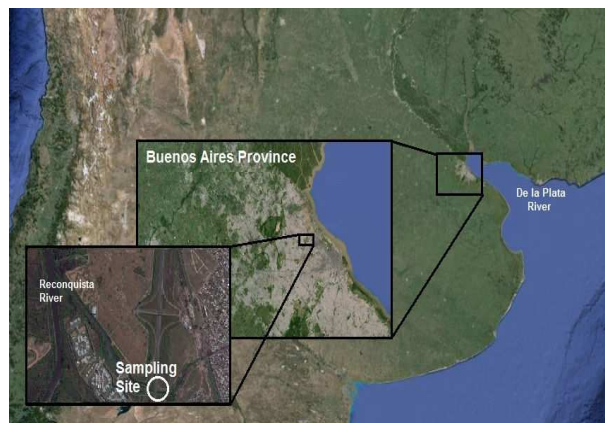 Buenos Aires Province
De la Plata
River
Reconquista
River
Sampling
Site